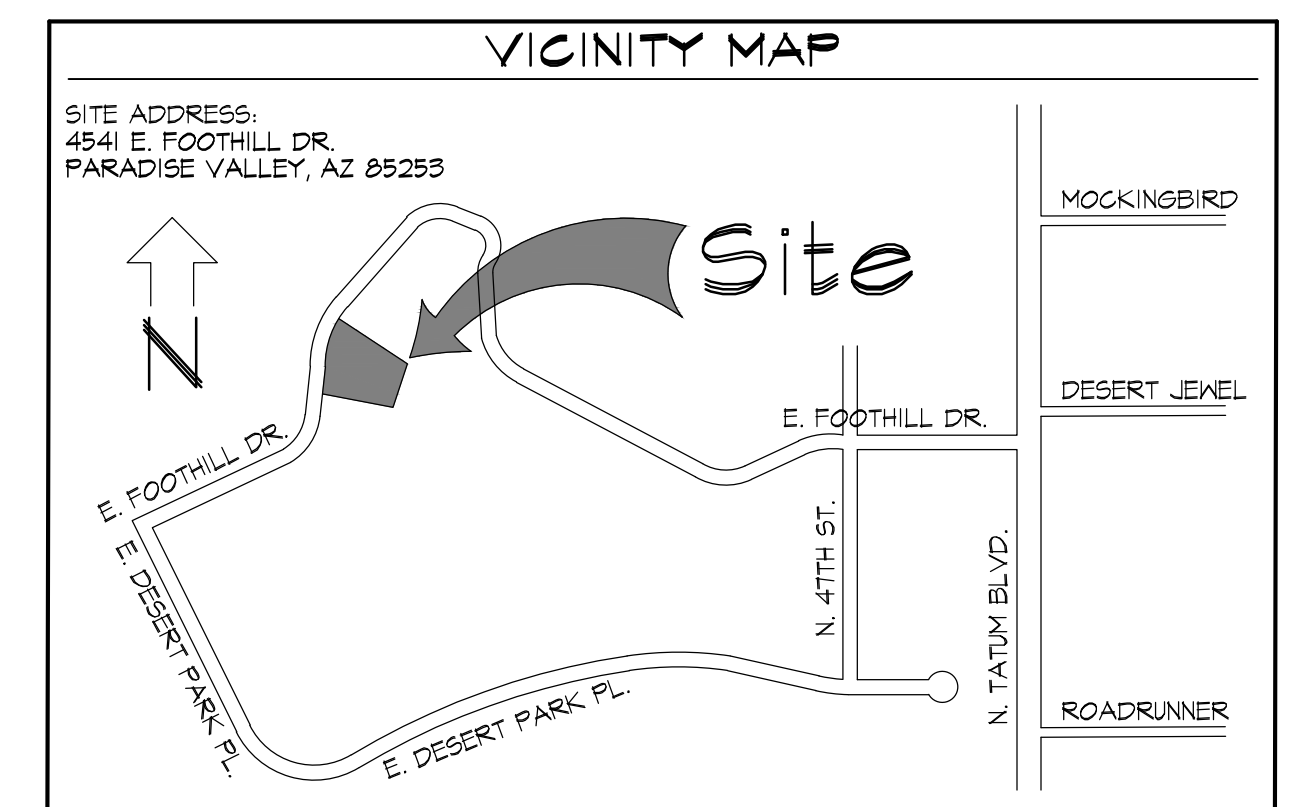 VICINITY MAP
SITE ADDRESS:
4541 E. FOOTHILL DR.
PARADISE VALLEY, AZ 85253
MOCKINGBIRD
Site
N
DESERT JEWEL
E. FOOTHILL DR.
E. FOOTHILL DR.
E. DESERT PARK PL.
N. 47TH ST.
N. TATUM BLVD.
E. DESERT PARK PL.
ROADRUNNER